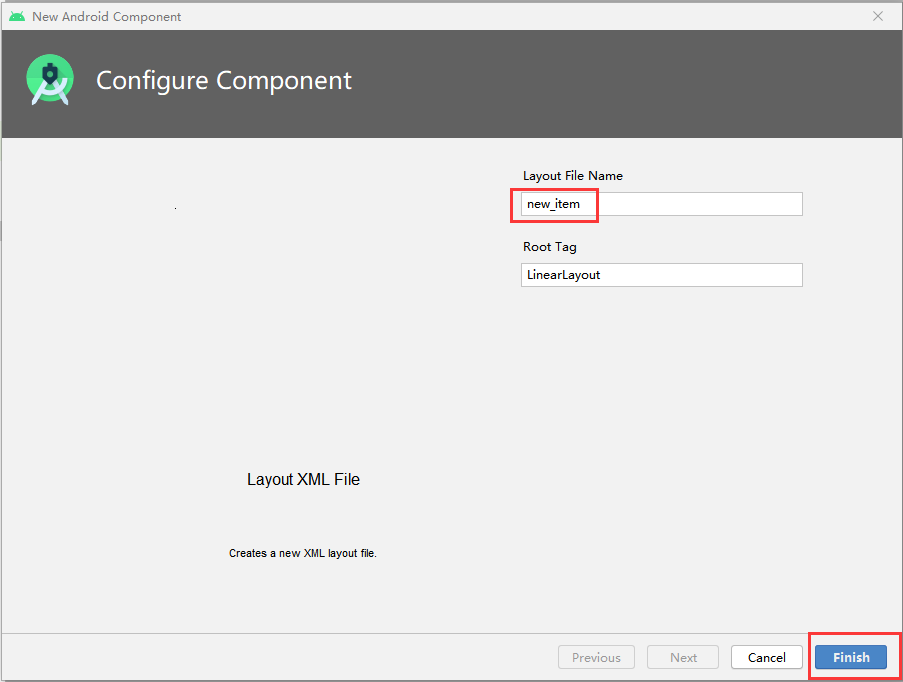 New Android Component
Configure Component
Layout File Name
new_item
Root Tag
LinearLayout
Layout XML File
Creates a new XML layout file.
Previous
Next
Cancel
Finish